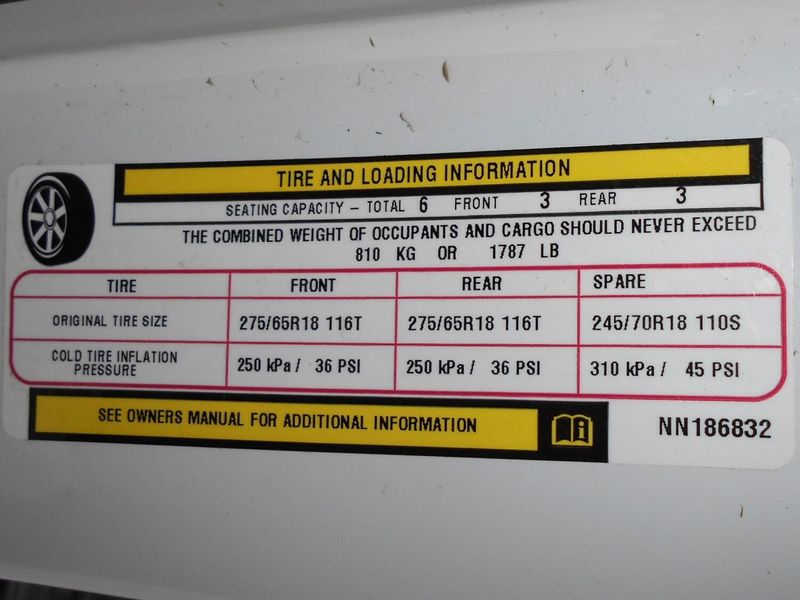 TIRE AND LOADING INFORMATION
SEATING CAPACITY – TOTAL 6 FRONT 3 REAR 3
THE COMBINED WEIGHT OF OCCUPANTS AND CARGO SHOULD NEVER EXCEED
810 KG OR 1787 LB
TIRE FRONT REAR SPARE
ORIGINAL TIRE SIZE 275/65R18 116T 275/65R18 116T 245/70R18 110S
COLD TIRE INFLATION PRESSURE 250 kPa / 36 PSI 250 kPa / 36 PSI 310 kPa / 45 PSI
SEE OWNERS MANUAL FOR ADDITIONAL INFORMATION
NN186832